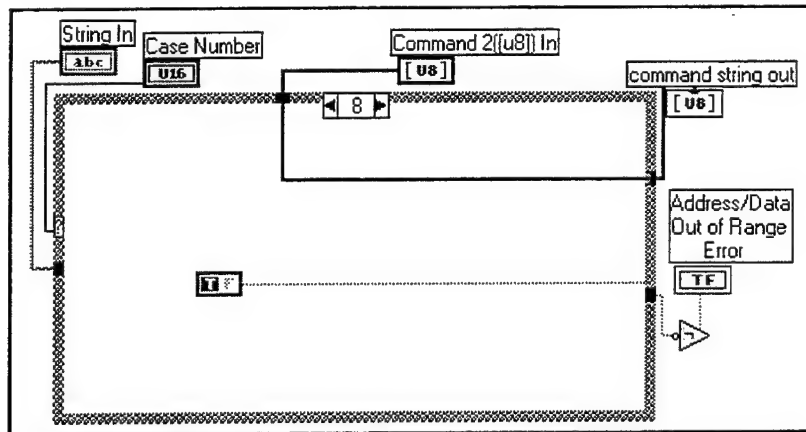 String In
abc
Case Number
U16
Command 2([u8]) In
[U8]
command string out
[U8]
8
Address/Data
Out of Range
Error
TF
T F